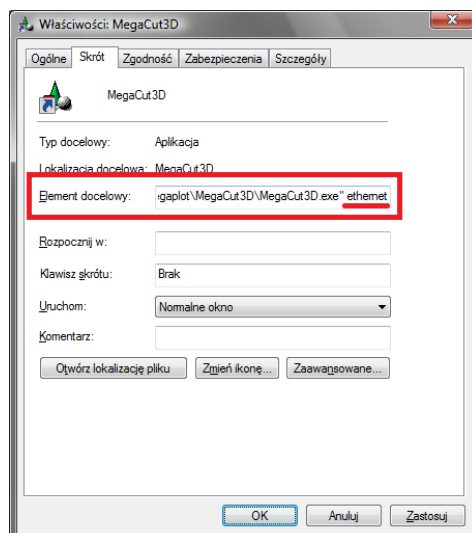 Właściwości: MegaCut3D
Ogólne Skrót Zgodność Zabezpieczenia Szczegóły
MegaCut3D
Typ docelowy: Aplikacja
Lokalizacja docelowa: MegaCut3D
Element docelowy: :gaplot\MegaCut3D\MegaCut3D.exe" ethernet
Rozpocznij w:
Klawisz skrótu: Brak
Uruchom: Normalne okno
Komentarz:
Otwórz lokalizację pliku Zmień ikonę... Zaawansowane...
OK Anuluj Zastosuj